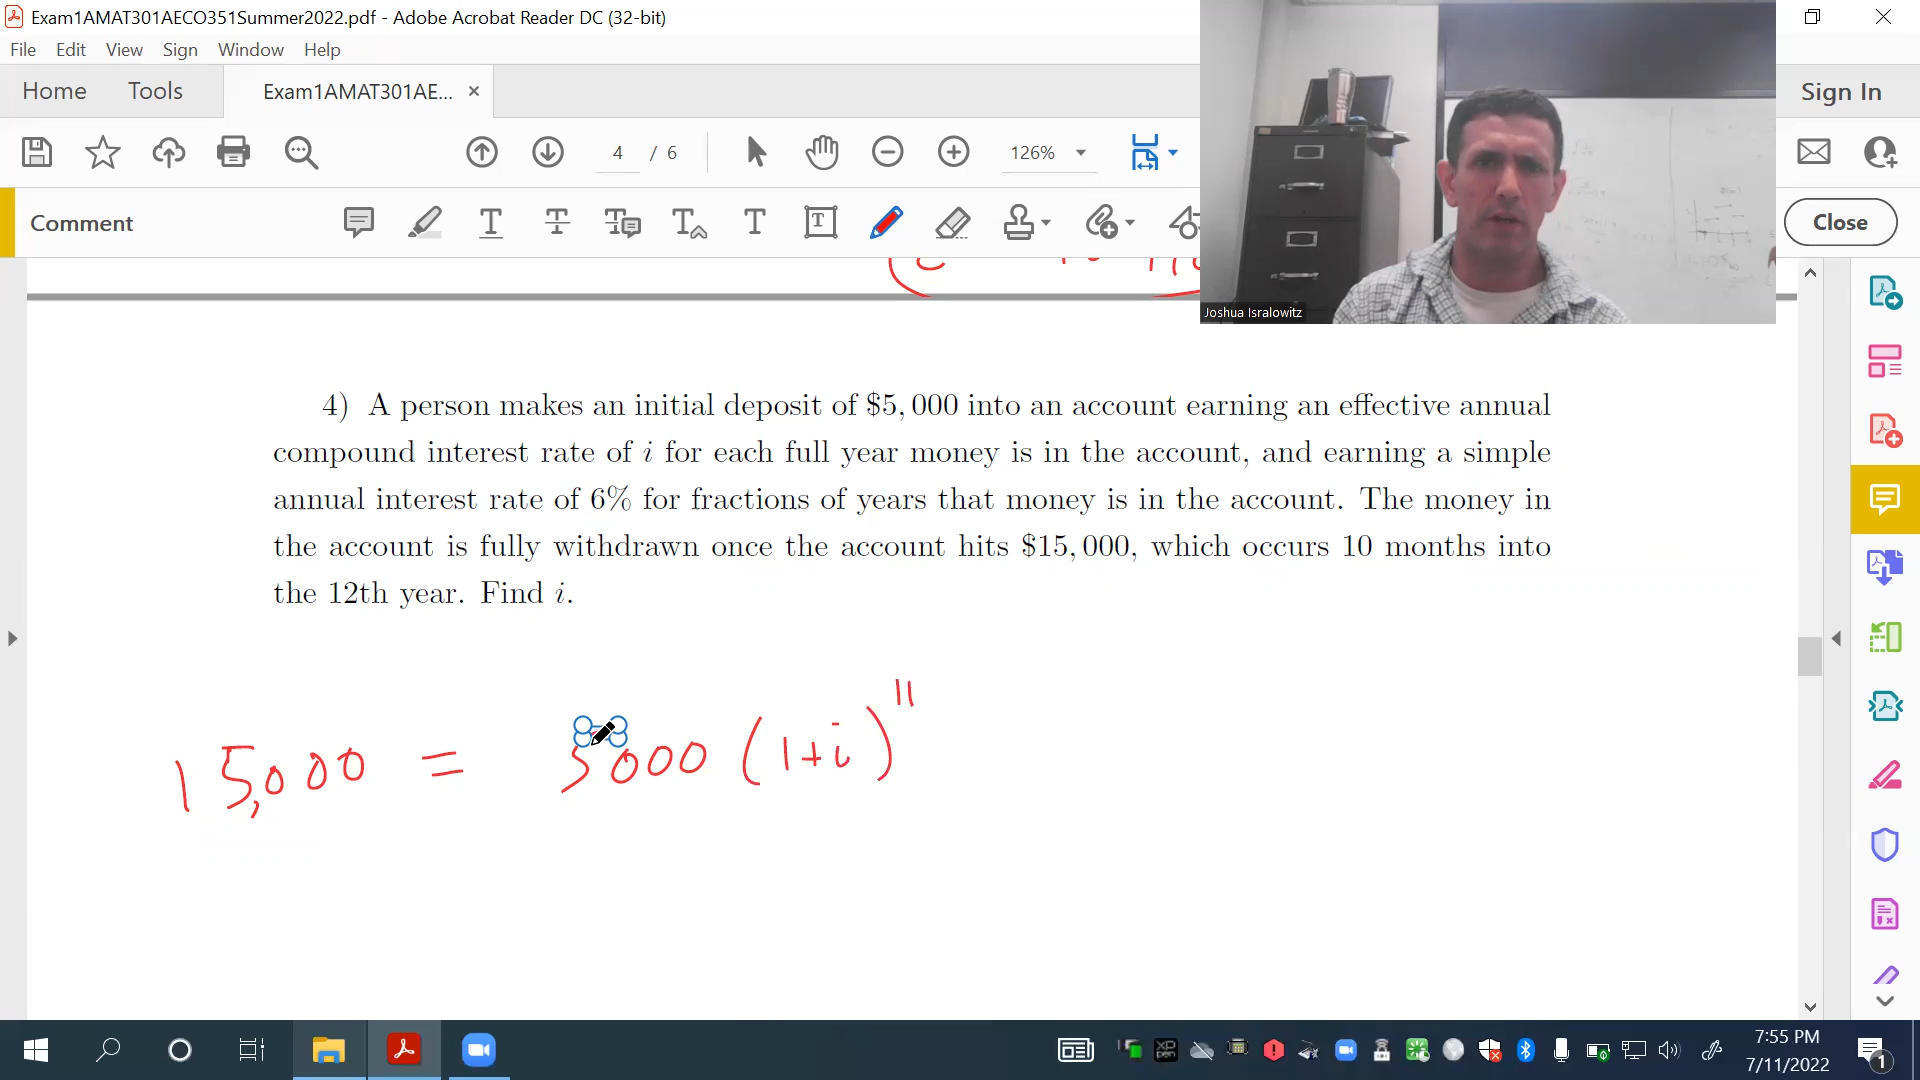 Exam1AMAT301AECO351Summer2022.pdf - Adobe Acrobat Reader DC (32-bit)
File Edit View Sign Window Help
Home Tools Exam1AMAT301AE... × Sign In
4 / 6 126%
Comment Close
Joshua Isralowitz
4) A person makes an initial deposit of $5,000 into an account earning an effective annual
compound interest rate of i for each full year money is in the account, and earning a simple
annual interest rate of 6% for fractions of years that money is in the account. The money in
the account is fully withdrawn once the account hits $15,000, which occurs 10 months into
the 12th year. Find i.
15,000 = 5000 (1+i)^11
7:55 PM
7/11/2022
1